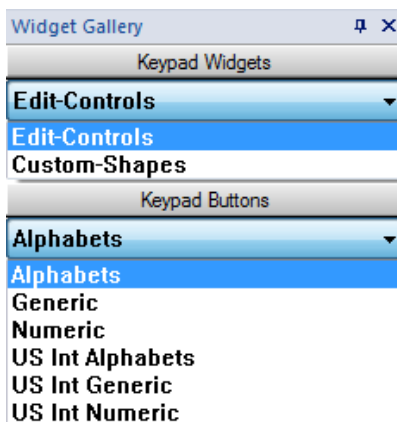 Widget Gallery
Keypad Widgets
Edit-Controls
Edit-Controls
Custom-Shapes
Keypad Buttons
Alphabets
Alphabets
Generic
Numeric
US Int Alphabets
US Int Generic
US Int Numeric